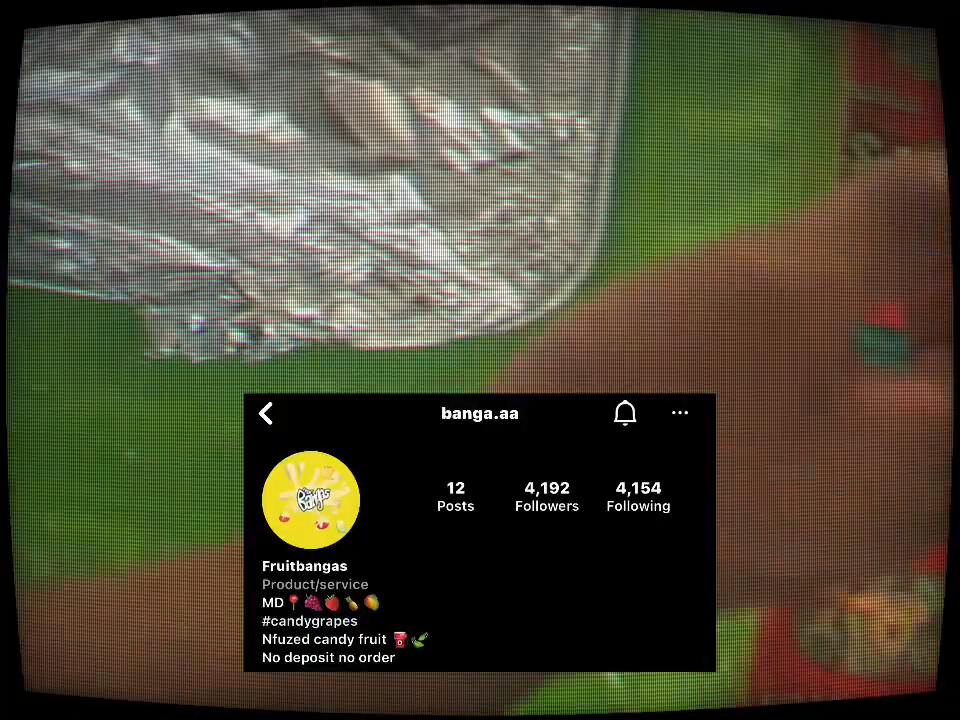 banga.aa
12
4,192
4,154
Posts
Followers
Following
Bangas
Fruitbangas
Product/service
MD📍🍇🍓🍍🥭
#candygrapes
Nfuzed candy fruit 🥤🌿
No deposit no order